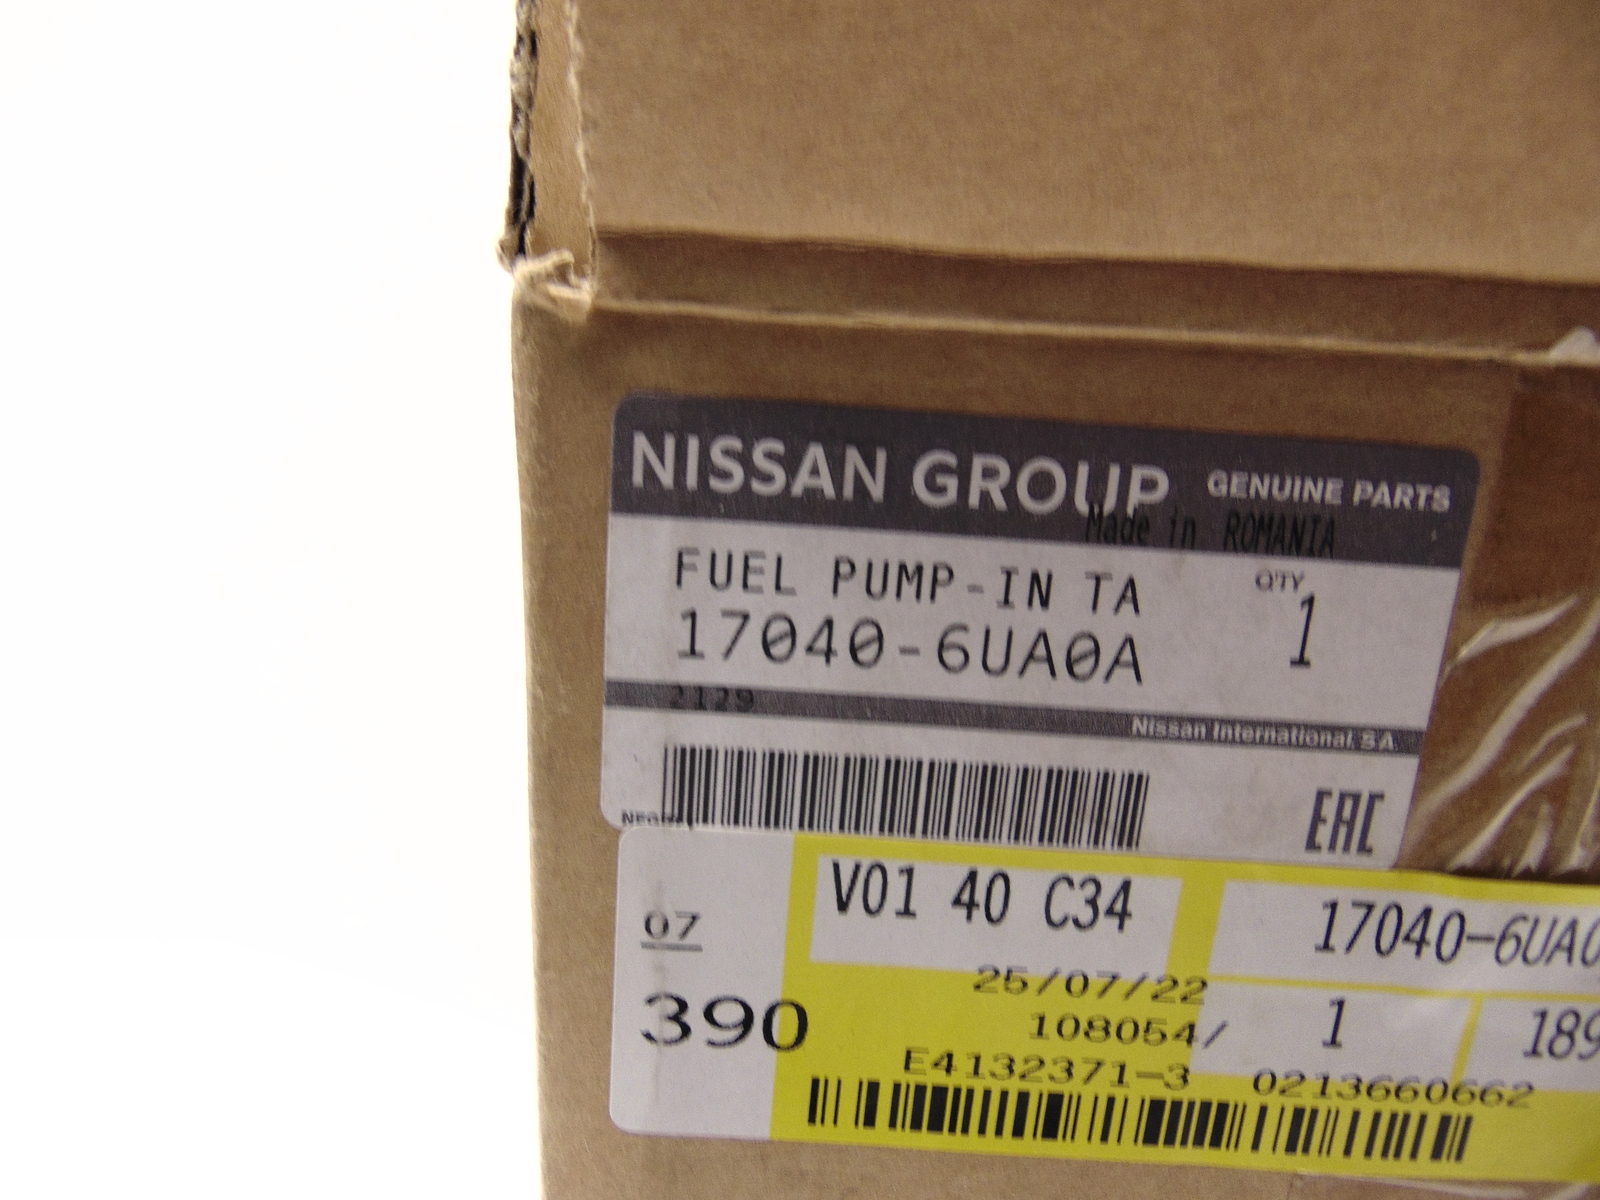 NISSAN GROUP GENUINE PARTS
Made in ROMANIA
FUEL PUMP-IN TA
QTY
17040-6UA0A 1
2129
Nissan International. SA
EAC
V01 40 C34
17040-6UA0
07
25/07/22
390
108054/
1
189
E4132371-3 0213660662